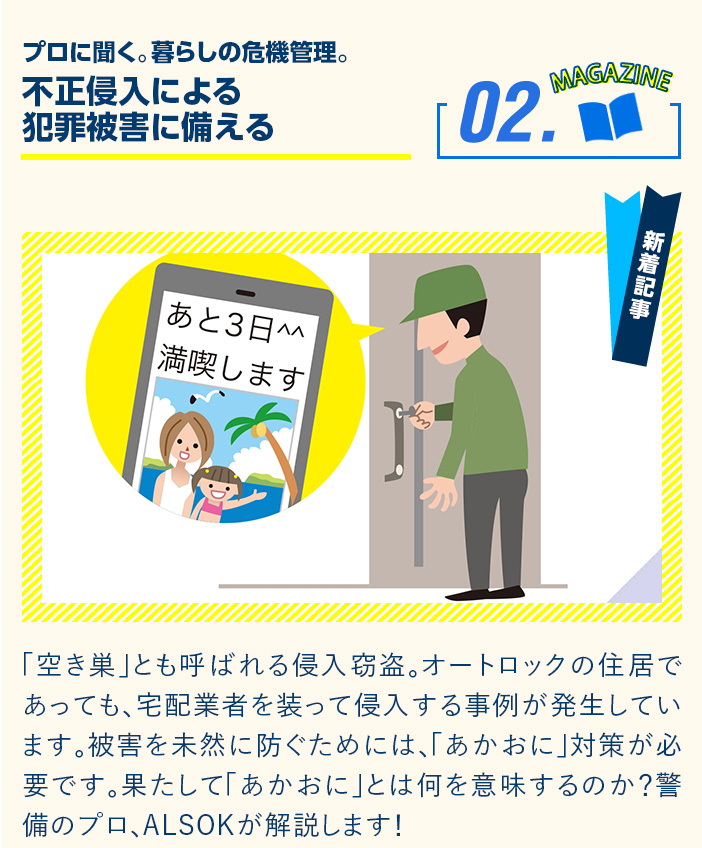 プロに聞く。暮らしの危機管理。
不正侵入による
犯罪被害に備える
02.
MAGAZINE
新着記事
あと3日^^
満喫します
「空き巣」とも呼ばれる侵入窃盗。オートロックの住居で
あっても、宅配業者を装って侵入する事例が発生してい
ます。被害を未然に防ぐためには、「あかおに」対策が必
要です。果たして「あかおに」とは何を意味するのか?警
備のプロ、ALSOKが解説します!